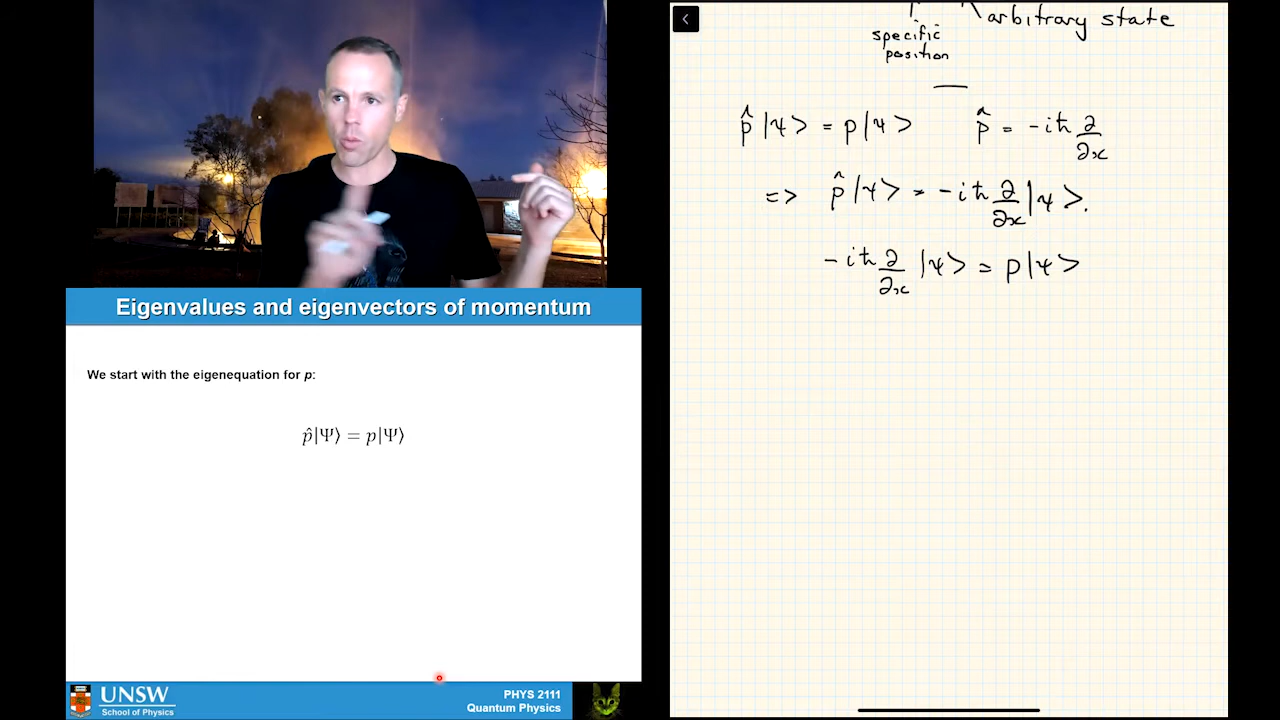 Eigenvalues and eigenvectors of momentum
We start with the eigenequation for p:
p̂|Ψ⟩ = p|Ψ⟩
UNSW
School of Physics
PHYS 2111
Quantum Physics
arbitrary state
specific
position
p̂ |ψ> = p|ψ> p̂ = -iħ ∂/∂x
=> p̂ |ψ> = -iħ ∂/∂x |ψ>.
-iħ ∂/∂x |ψ> = p|ψ>